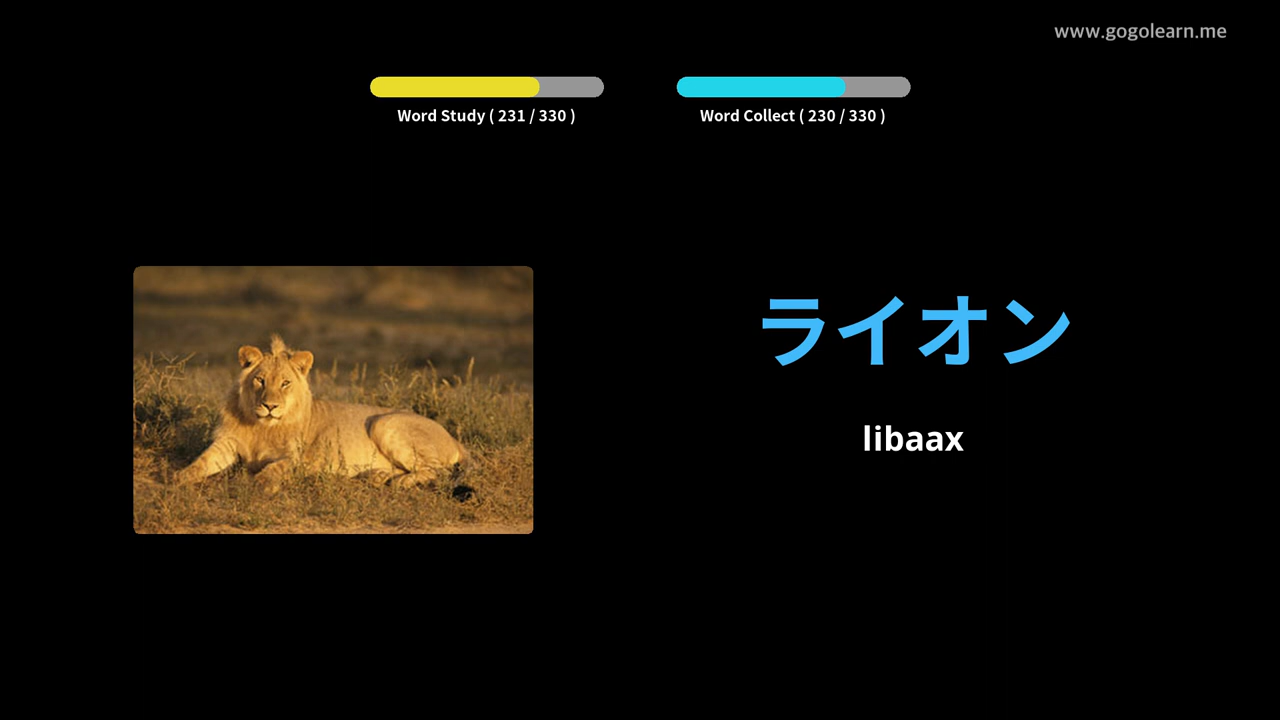 www.gogolearn.me
Word Study ( 231 / 330 )
Word Collect ( 230 / 330 )
ライオン
libaax